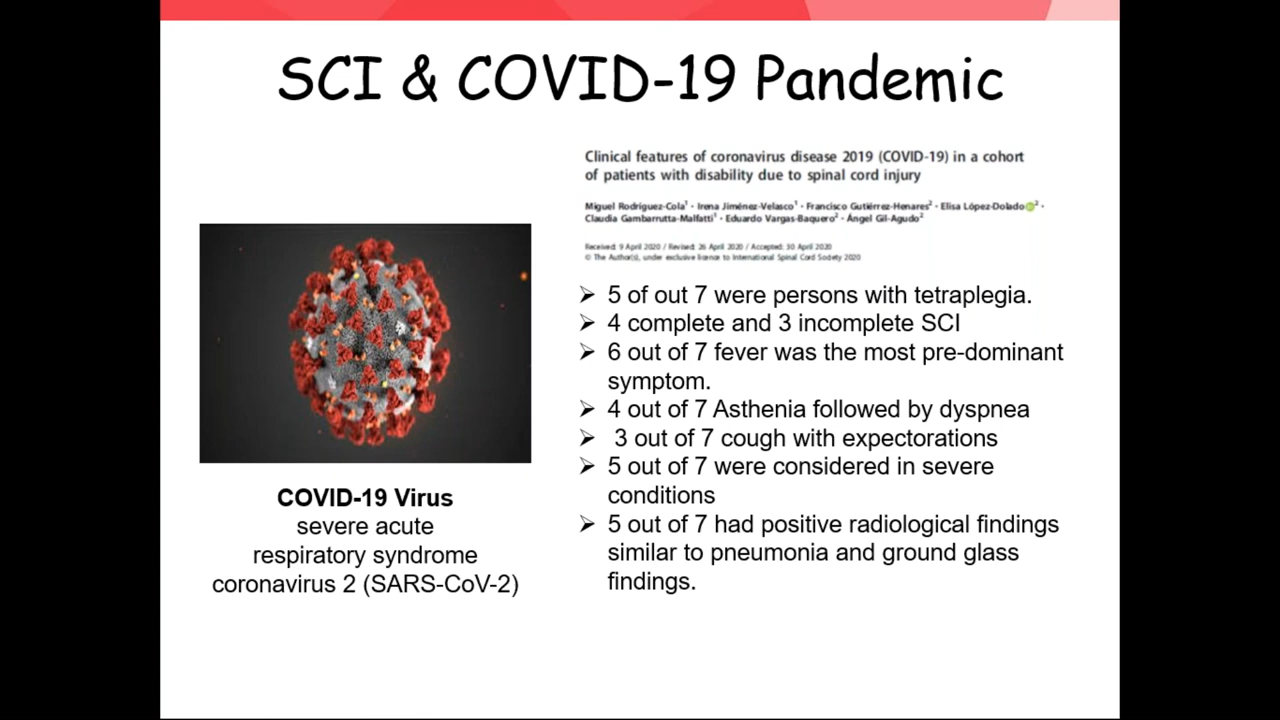 SCI & COVID-19 Pandemic
Clinical features of coronavirus disease 2019 (COVID-19) in a cohort
of patients with disability due to spinal cord injury
Miguel Rodríguez-Cola¹ · Irena Jiménez-Velasco¹ · Francisco Gutiérrez-Henares² · Elisa López-Dolado² ·
Claudia Gambarrutta-Malfatti¹ · Eduardo Vargas-Baquero² · Ángel Gil-Agudo²
Received: 9 April 2020 / Revised: 26 April 2020 / Accepted: 30 April 2020
© The Author(s), under exclusive licence to International Spinal Cord Society 2020
➢ 5 of out 7 were persons with tetraplegia.
➢ 4 complete and 3 incomplete SCI
➢ 6 out of 7 fever was the most pre-dominant
symptom.
➢ 4 out of 7 Asthenia followed by dyspnea
➢ 3 out of 7 cough with expectorations
➢ 5 out of 7 were considered in severe
conditions
➢ 5 out of 7 had positive radiological findings
similar to pneumonia and ground glass
findings.
COVID-19 Virus
severe acute
respiratory syndrome
coronavirus 2 (SARS-CoV-2)